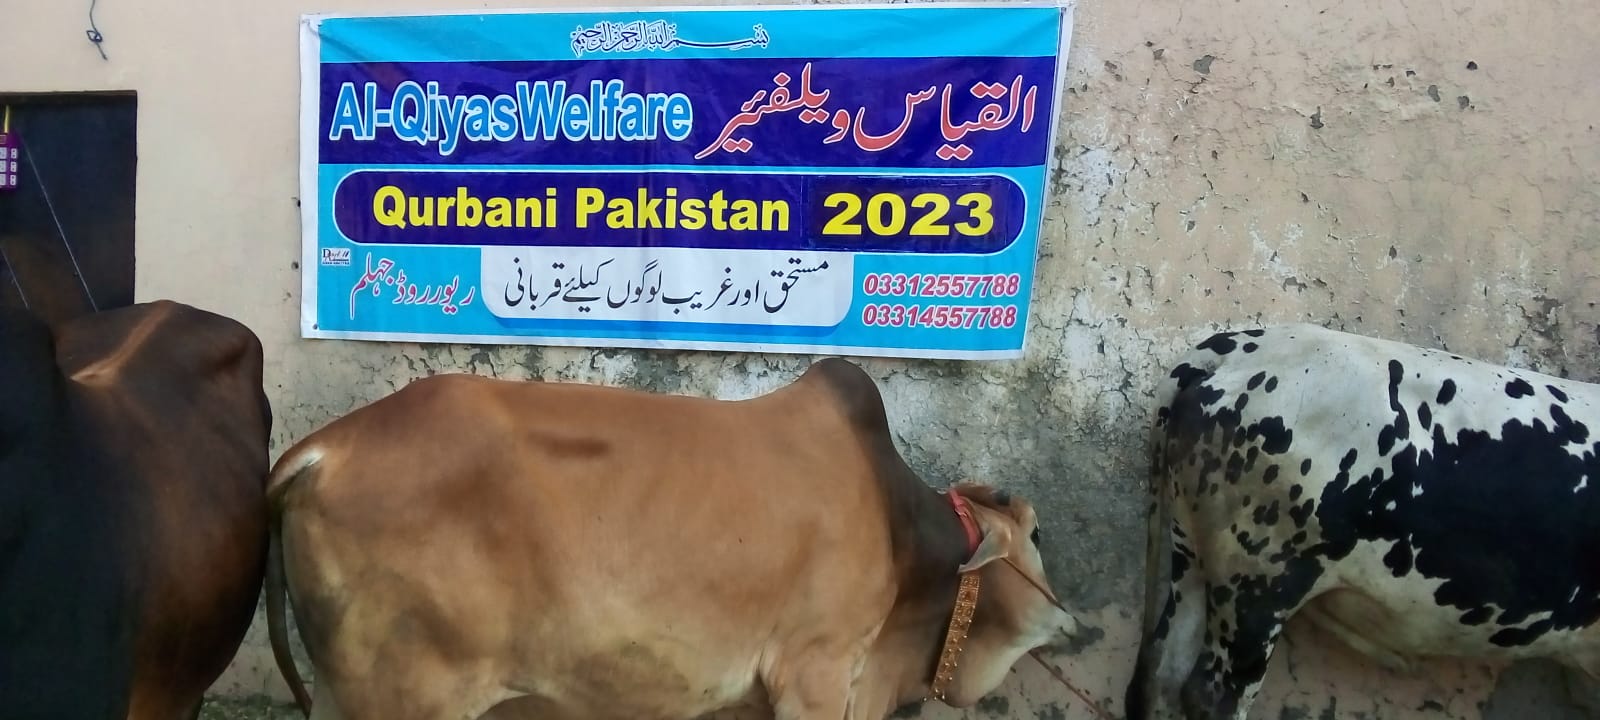 بسم اللہ الرحمن الرحیم
Al-QiyasWelfare القیاس ویلفئیر
Qurbani Pakistan 2023
مستحق اور غریب لوگوں کیلئے قربانی
ریور روڈ جہلم
03312557788
03314557788